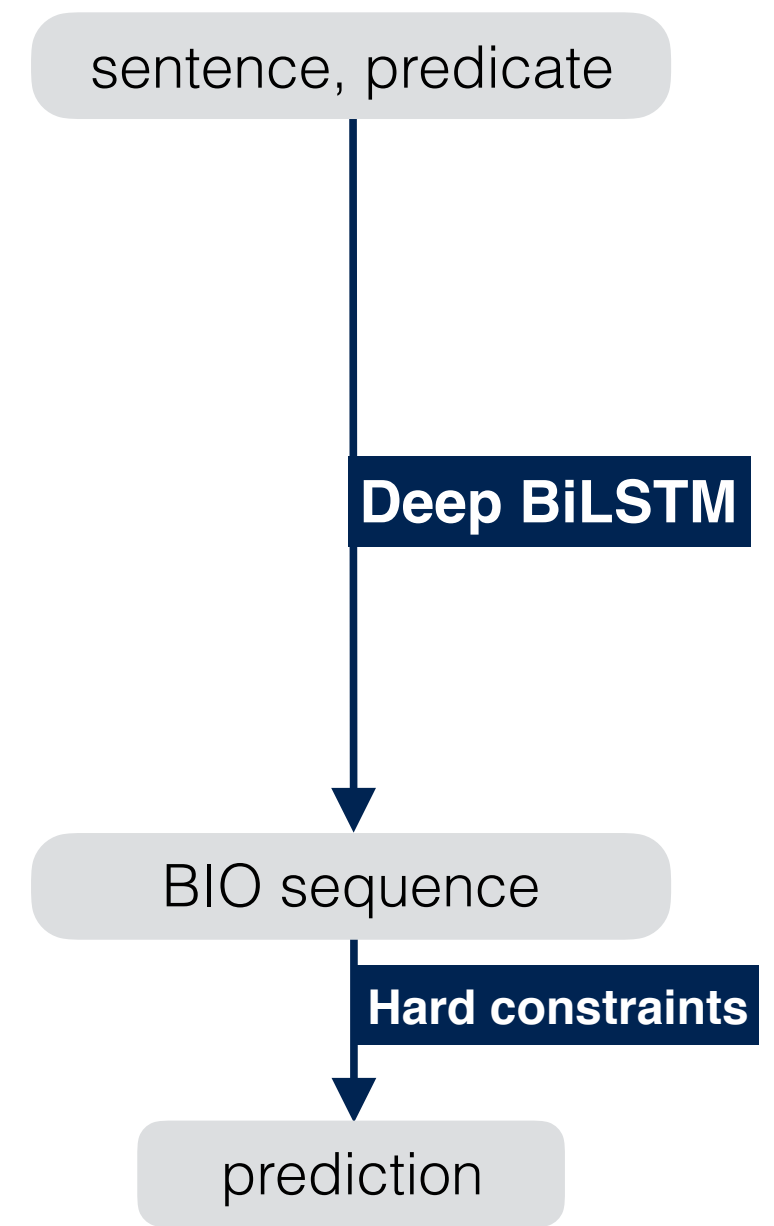 sentence, predicate
Deep BiLSTM
BIO sequence
Hard constraints
prediction